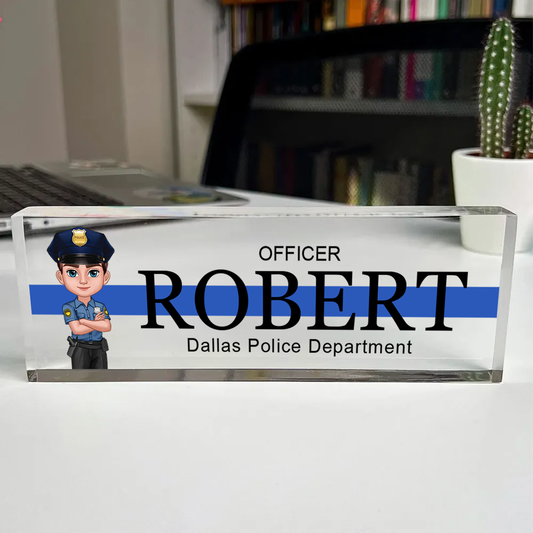 OFFICER
ROBERT
Dallas Police Department